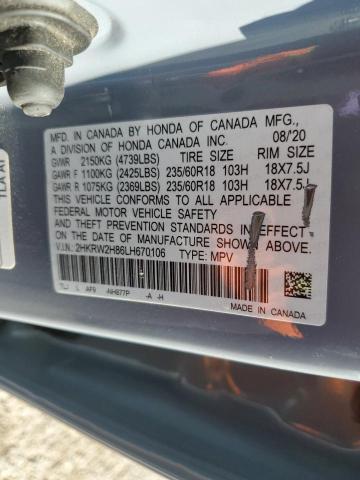 MFD. IN CANADA BY HONDA OF CANADA MFG.,
A DIVISION OF HONDA CANADA INC. 08/'20
GVWR 2150KG (4739LBS) TIRE SIZE RIM SIZE
GAWR F 1100KG (2425LBS) 235/60R18 103H 18X7.5J
GAWR R 1075KG (2369LBS) 235/60R18 103H 18X7.5J
THIS VEHICLE CONFORMS TO ALL APPLICABLE
FEDERAL MOTOR VEHICLE SAFETY
AND THEFT PREVENTION STANDARDS IN EFFECT
ON THE DATE OF MANUFACTURE SHOWN ABOVE.
V.I.N.: 2HKRW2H86LH670106 TYPE: MPV
AF9 -NH877P -A -H
MADE IN CANADA